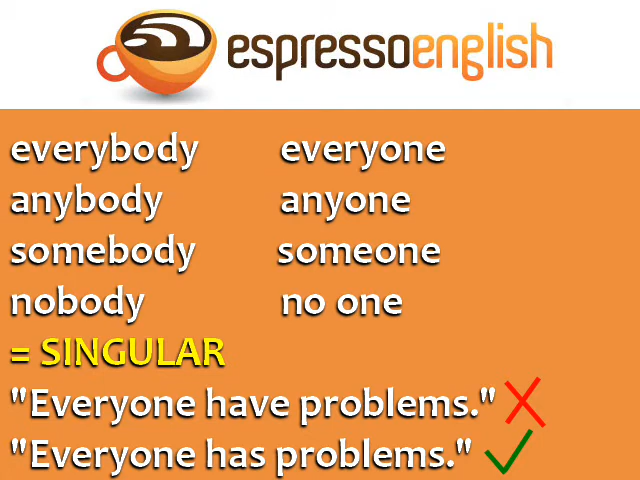 espressoenglish
everybody everyone
anybody anyone
somebody someone
nobody no one
= SINGULAR
"Everyone have problems."
"Everyone has problems."